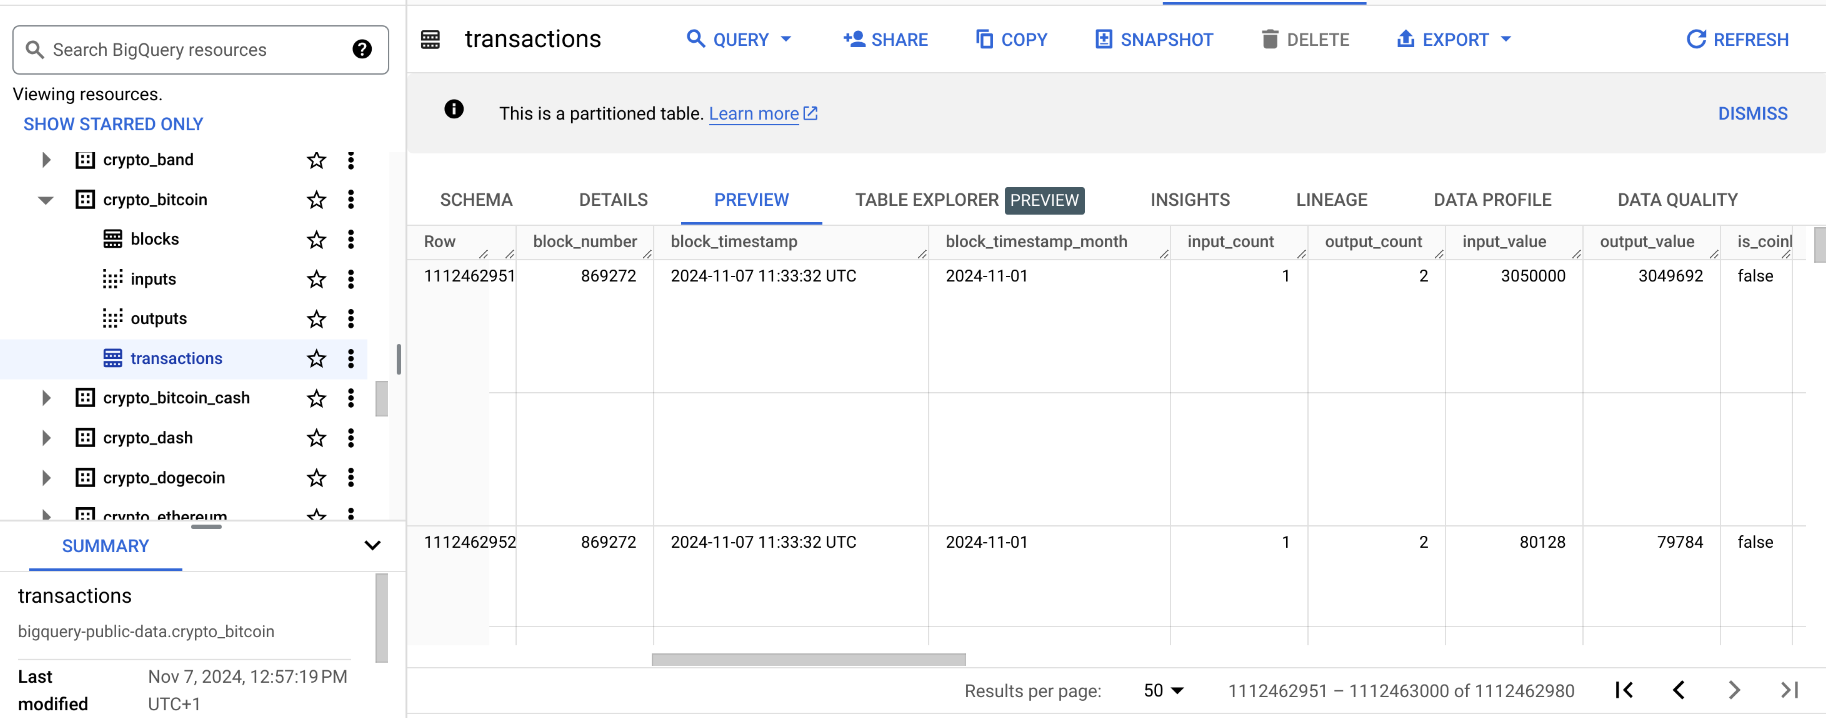 Search BigQuery resources
Viewing resources.
SHOW STARRED ONLY
crypto_band
crypto_bitcoin
blocks
inputs
outputs
transactions
crypto_bitcoin_cash
crypto_dash
crypto_dogecoin
crypto_ethereum
SUMMARY
transactions
bigquery-public-data.crypto_bitcoin
Last modified Nov 7, 2024, 12:57:19 PM UTC+1
transactions QUERY SHARE COPY SNAPSHOT DELETE EXPORT REFRESH
This is a partitioned table. Learn more DISMISS
SCHEMA DETAILS PREVIEW TABLE EXPLORER PREVIEW INSIGHTS LINEAGE DATA PROFILE DATA QUALITY
Row block_number block_timestamp block_timestamp_month input_count output_count input_value output_value is_coin
1112462951 869272 2024-11-07 11:33:32 UTC 2024-11-01 1 2 3050000 3049692 false
1112462952 869272 2024-11-07 11:33:32 UTC 2024-11-01 1 2 80128 79784 false
Results per page: 50 1112462951 – 1112463000 of 1112462980